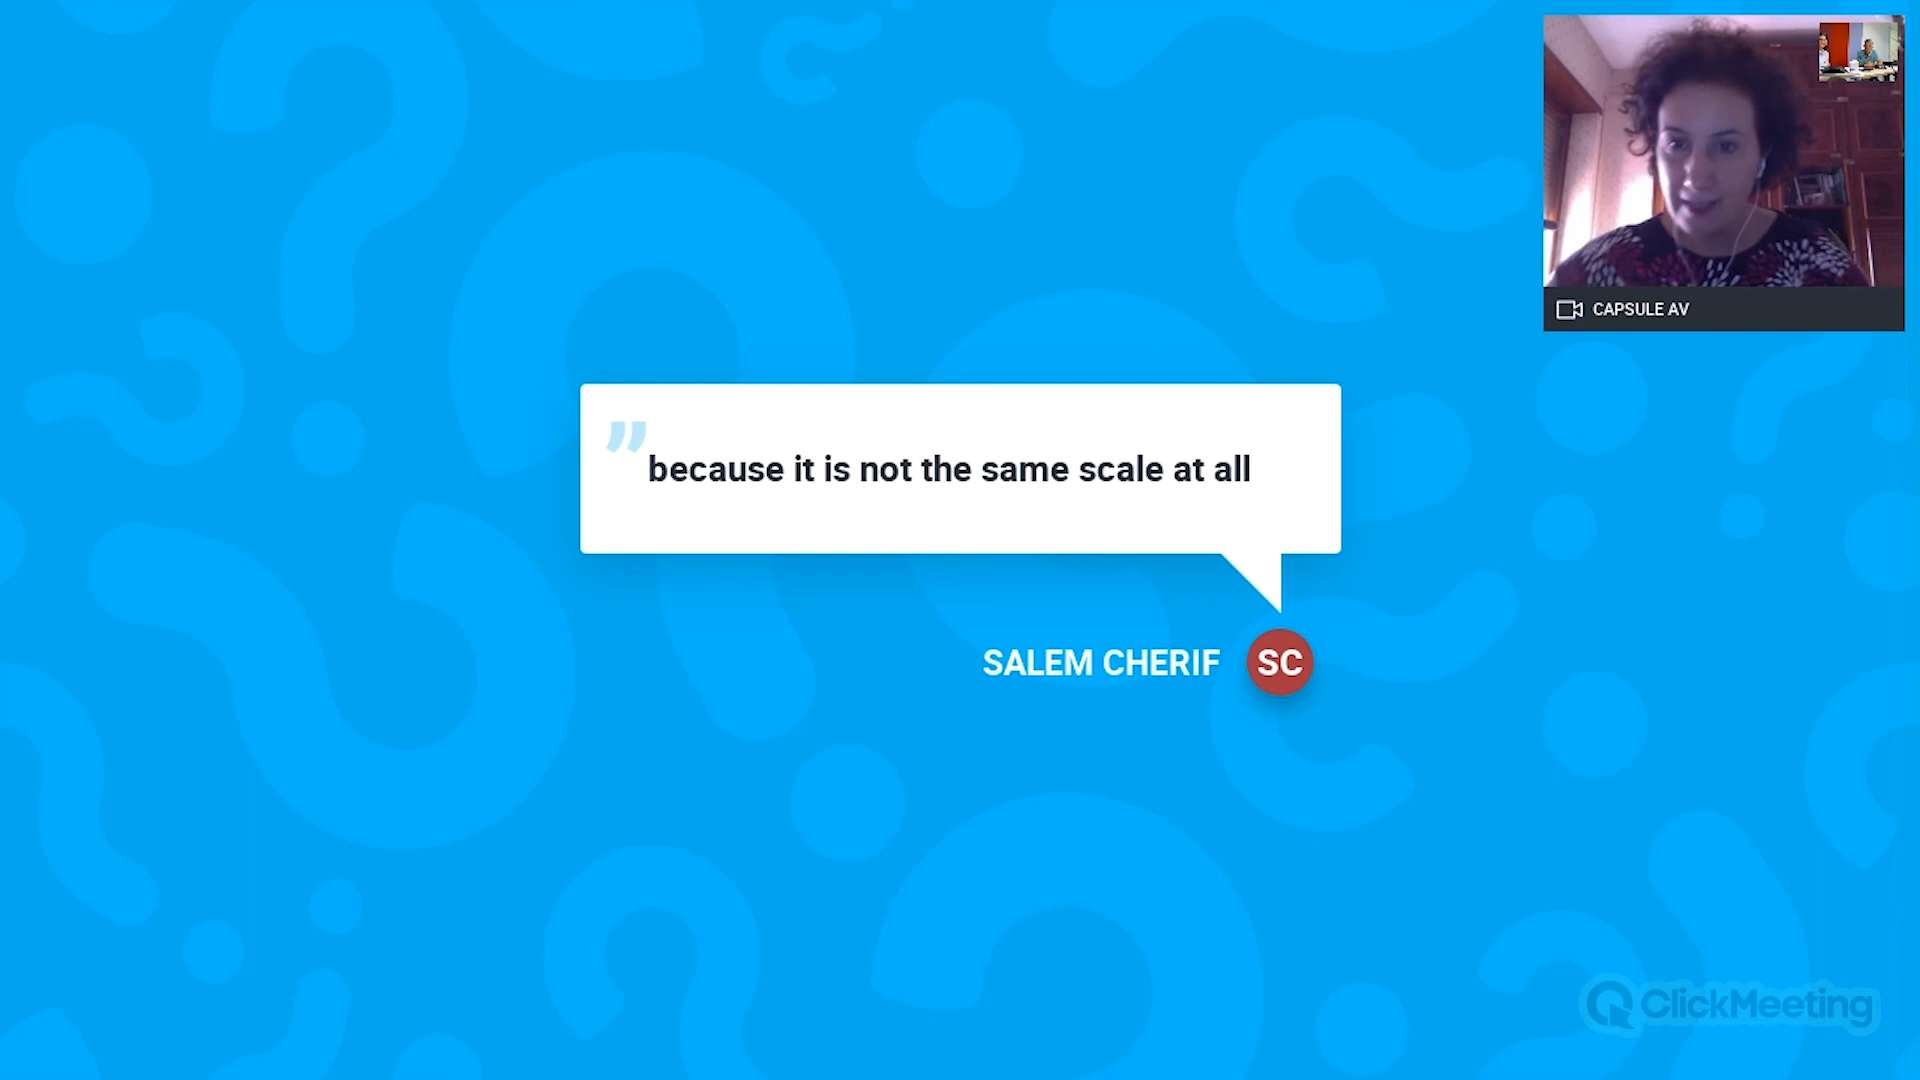 CAPSULE AV
" because it is not the same scale at all
SALEM CHERIF SC
ClickMeeting